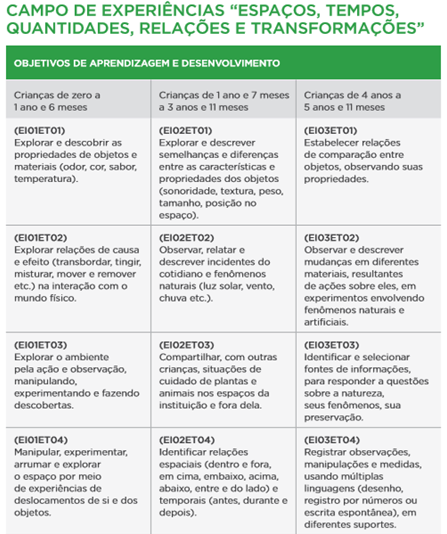 CAMPO DE EXPERIÊNCIAS “ESPAÇOS, TEMPOS,
QUANTIDADES, RELAÇÕES E TRANSFORMAÇÕES”
OBJETIVOS DE APRENDIZAGEM E DESENVOLVIMENTO
Crianças de zero a
1 ano e 6 meses
Crianças de 1 ano e 7 meses
a 3 anos e 11 meses
Crianças de 4 anos a
5 anos e 11 meses
(EI01ET01)
Explorar e descobrir as
propriedades de objetos e
materiais (odor, cor, sabor,
temperatura).
(EI02ET01)
Explorar e descrever
semelhanças e diferenças
entre as características e
propriedades dos objetos
(sonoridade, textura, peso,
tamanho, posição no
espaço).
(EI03ET01)
Estabelecer relações
de comparação entre
objetos, observando suas
propriedades.
(EI01ET02)
Explorar relações de causa
e efeito (transbordar, tingir,
misturar, mover e remover
etc.) na interação com o
mundo físico.
(EI02ET02)
Observar, relatar e
descrever incidentes do
cotidiano e fenômenos
naturais (luz solar, vento,
chuva etc.).
(EI03ET02)
Observar e descrever
mudanças em diferentes
materiais, resultantes
de ações sobre eles, em
experimentos envolvendo
fenômenos naturais e
artificiais.
(EI01ET03)
Explorar o ambiente
pela ação e observação,
manipulando,
experimentando e fazendo
descobertas.
(EI02ET03)
Compartilhar, com outras
crianças, situações de
cuidado de plantas e
animais nos espaços da
instituição e fora dela.
(EI03ET03)
Identificar e selecionar
fontes de informações,
para responder a questões
sobre a natureza,
seus fenômenos, sua
preservação.
(EI01ET04)
Manipular, experimentar,
arrumar e explorar
o espaço por meio
de experiências de
deslocamentos de si e dos
objetos.
(EI02ET04)
Identificar relações
espaciais (dentro e fora,
em cima, embaixo, acima,
abaixo, entre e do lado) e
temporais (antes, durante e
depois).
(EI03ET04)
Registrar observações,
manipulações e medidas,
usando múltiplas
linguagens (desenho,
registro por números ou
escrita espontânea), em
diferentes suportes.